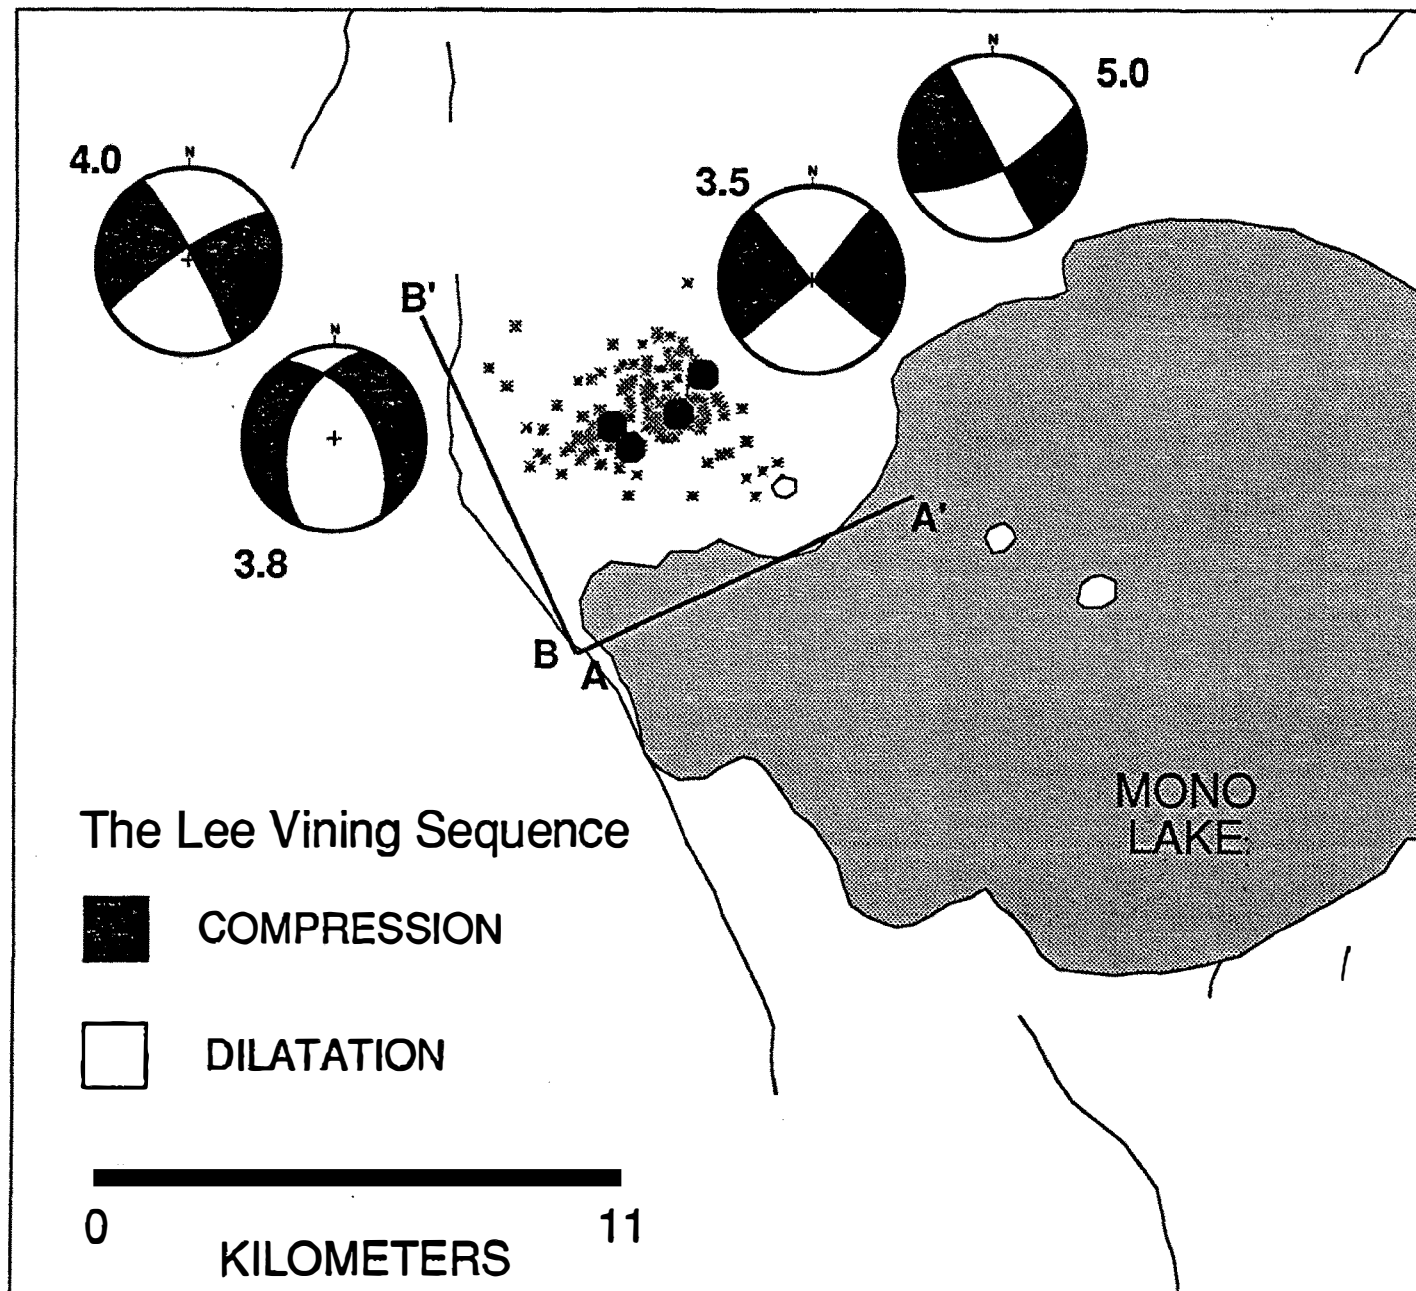 N
5.0
N
4.0
N
3.5
B'
N
A'
3.8
B
A
MONO
LAKE
The Lee Vining Sequence
COMPRESSION
DILATATION
0
11
KILOMETERS